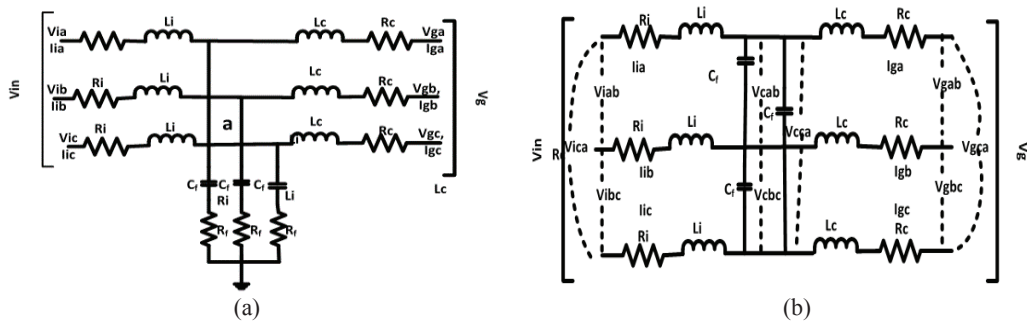 Via Ri Li Lc Rc Vga
Iia Iga
Vin
Vib Ri Li Lc Rc Vgb,
Iib Igb
Vg
Vic Ri Li a Lc Rc Vgc,
Iic Igc
Lc
Cf Cf Cf Li
Ri
Rf Rf Rf
(a)
Ri Li Lc Rc
Iia Cf Iga
Viab Vcab Vgab
Cf
Vin Vica Ri Li Vcca Lc Rc Vgca Vg
Iib Igb
Vibc Cf Vcbc Vgbc
Iic Igc
Ri Li Lc Rc
(b)